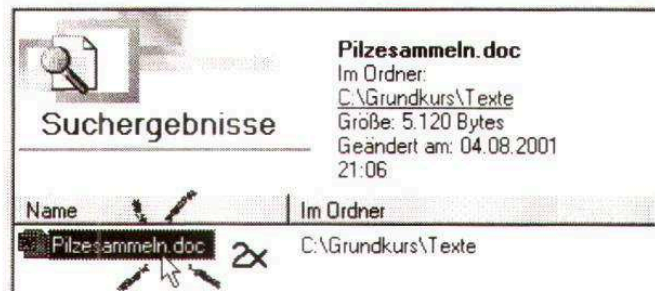 Pilzesammeln.doc
Im Ordner:
C:\Grundkurs\Texte
Größe: 5.120 Bytes
Geändert am: 04.08.2001
21:06
Suchergebnisse
Name Im Ordner
Pilzesammeln.doc 2x C:\Grundkurs\Texte